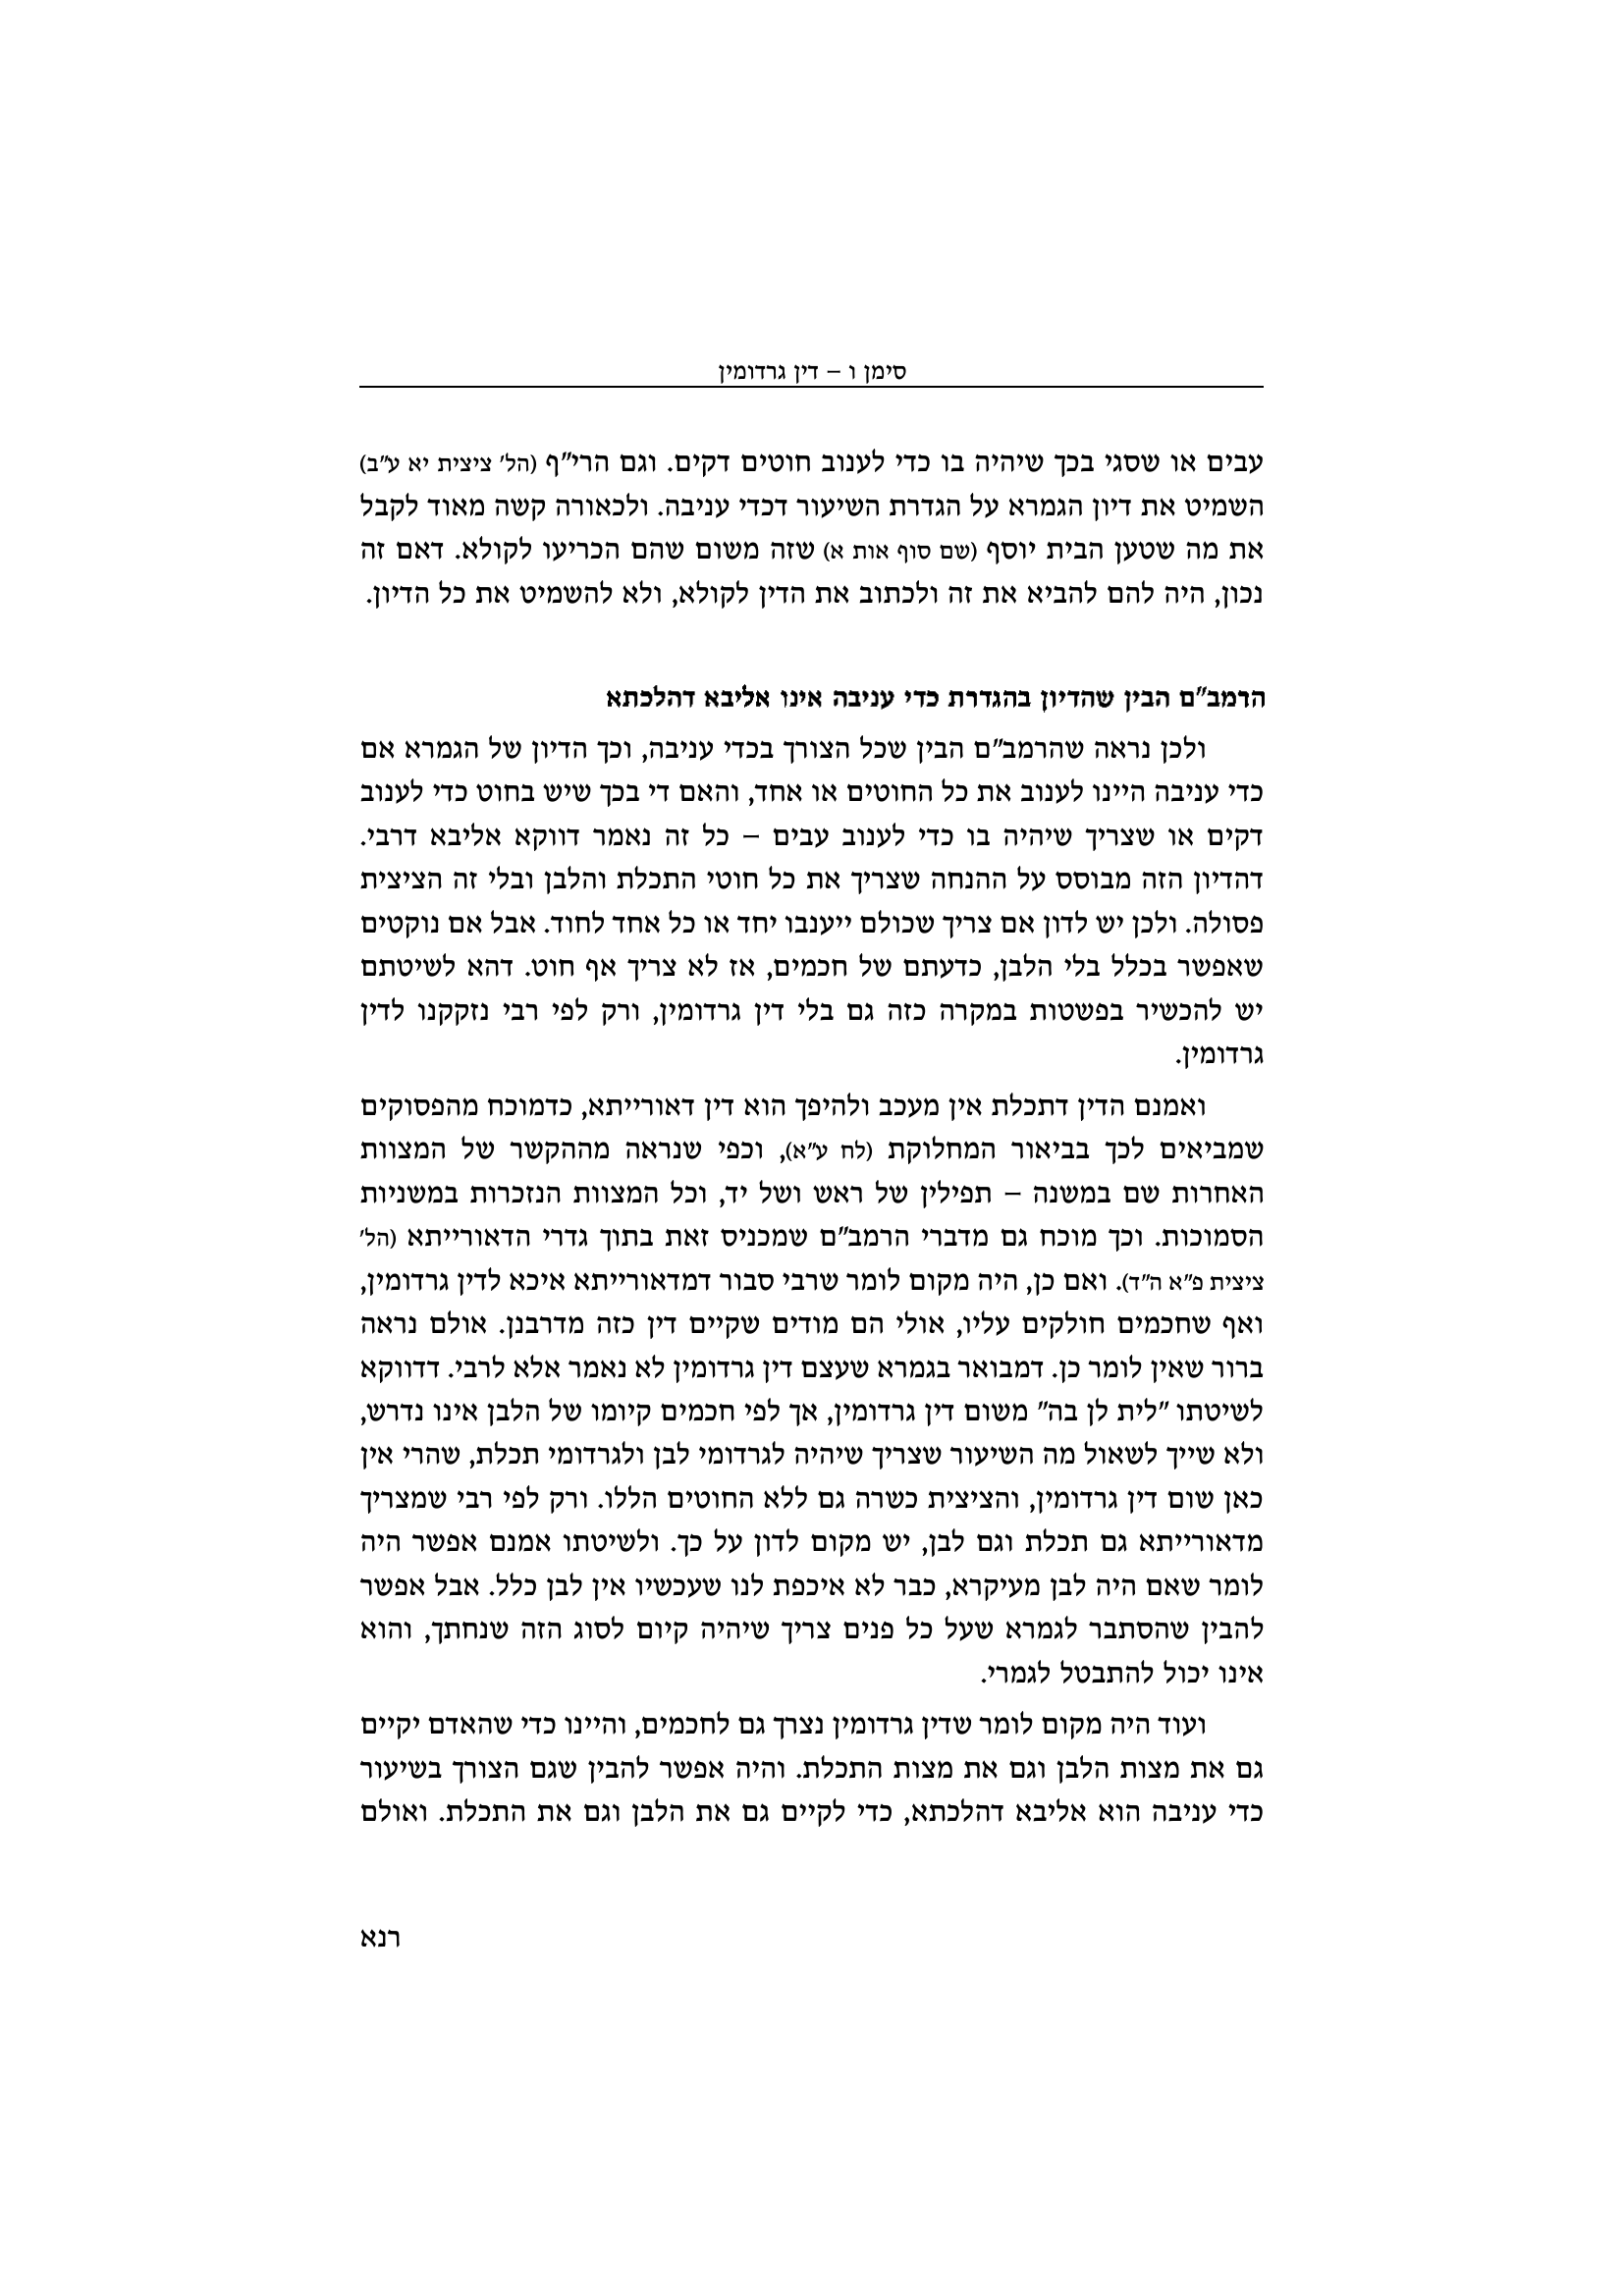 סימן ו – דין גרדומין
עבים או שסגי בכך שיהיה בו כדי לענוב חוטים דקים. וגם הרי״ף (הל׳ ציצית יא ע״ב)
השמיט את דיון הגמרא על הגדרת השיעור דכדי עניבה. ולכאורה קשה מאוד לקבל
את מה שטען הבית יוסף (שם סוף אות א) שזה משום שהם הכריעו לקולא. דאם זה
נכון, היה להם להביא את זה ולכתוב את הדין לקולא, ולא להשמיט את כל הדיון.
הרמב״ם הבין שהדיון בהגדרת כדי עניבה אינו אליבא דהלכתא
ולכן נראה שהרמב״ם הבין שכל הצורך בכדי עניבה, וכך הדיון של הגמרא אם
כדי עניבה היינו לענוב את כל החוטים או אחד, והאם די בכך שיש בחוט כדי לענוב
דקים או שצריך שיהיה בו כדי לענוב עבים – כל זה נאמר דווקא אליבא דרבי.
דהדיון הזה מבוסס על ההנחה שצריך את כל חוטי התכלת והלבן ובלי זה הציצית
פסולה. ולכן יש לדון אם צריך שכולם ייענבו יחד או כל אחד לחוד. אבל אם נוקטים
שאפשר בכלל בלי הלבן, כדעתם של חכמים, אז לא צריך אף חוט. דהא לשיטתם
יש להכשיר בפשטות במקרה כזה גם בלי דין גרדומין, ורק לפי רבי נזקקנו לדין
גרדומין.
ואמנם הדין דתכלת אין מעכב ולהיפך הוא דין דאורייתא, כדמוכח מהפסוקים
שמביאים לכך בביאור המחלוקת (לח ע״א), וכפי שנראה מההקשר של המצוות
האחרות שם במשנה – תפילין של ראש ושל יד, וכל המצוות הנזכרות במשניות
הסמוכות. וכך מוכח גם מדברי הרמב״ם שמכניס זאת בתוך גדרי הדאורייתא (הל׳
ציצית פ״א ה״ד). ואם כן, היה מקום לומר שרבי סבור דמדאורייתא איכא לדין גרדומין,
ואף שחכמים חולקים עליו, אולי הם מודים שקיים דין כזה מדרבנן. אולם נראה
ברור שאין לומר כן. דמבואר בגמרא שעצם דין גרדומין לא נאמר אלא לרבי. דדווקא
לשיטתו ״לית לן בה״ משום דין גרדומין, אך לפי חכמים קיומו של הלבן אינו נדרש,
ולא שייך לשאול מה השיעור שצריך שיהיה לגרדומי לבן ולגרדומי תכלת, שהרי אין
כאן שום דין גרדומין, והציצית כשרה גם ללא החוטים הללו. ורק לפי רבי שמצריך
מדאורייתא גם תכלת וגם לבן, יש מקום לדון על כך. ולשיטתו אמנם אפשר היה
לומר שאם היה לבן מעיקרא, כבר לא איכפת לנו שעכשיו אין לבן כלל. אבל אפשר
להבין שהסתבר לגמרא שעל כל פנים צריך שיהיה קיום לסוג הזה שנחתך, והוא
אינו יכול להתבטל לגמרי.
ועוד היה מקום לומר שדין גרדומין נצרך גם לחכמים, והיינו כדי שהאדם יקיים
גם את מצות הלבן וגם את מצות התכלת. והיה אפשר להבין שגם הצורך בשיעור
כדי עניבה הוא אליבא דהלכתא, כדי לקיים גם את הלבן וגם את התכלת. ואולם
רנא